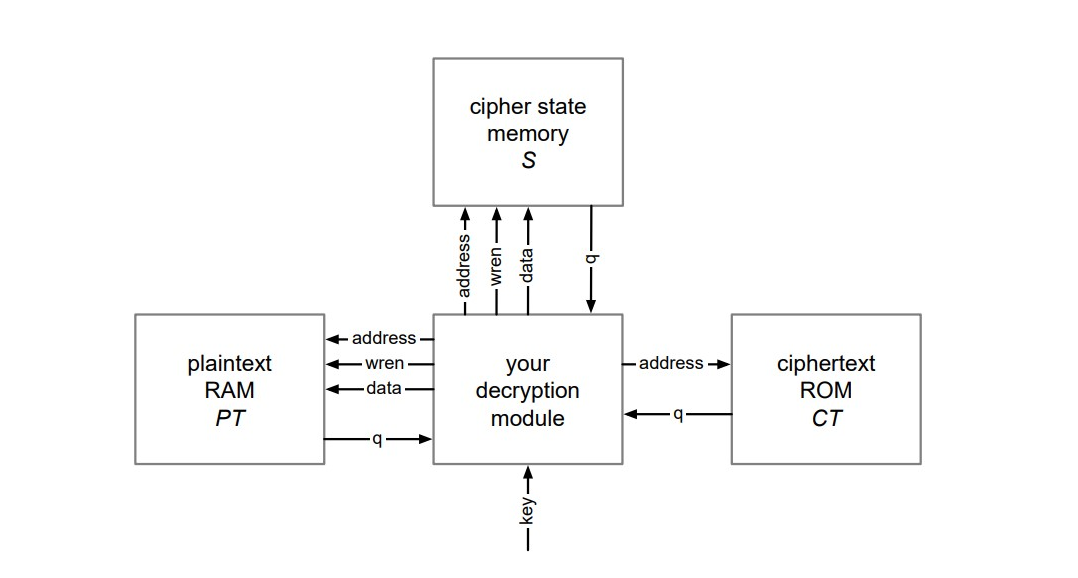 cipher state
memory
S
address
wren
data
q
plaintext
RAM
PT
address
wren
data
q
your
decryption
module
address
q
ciphertext
ROM
CT
key